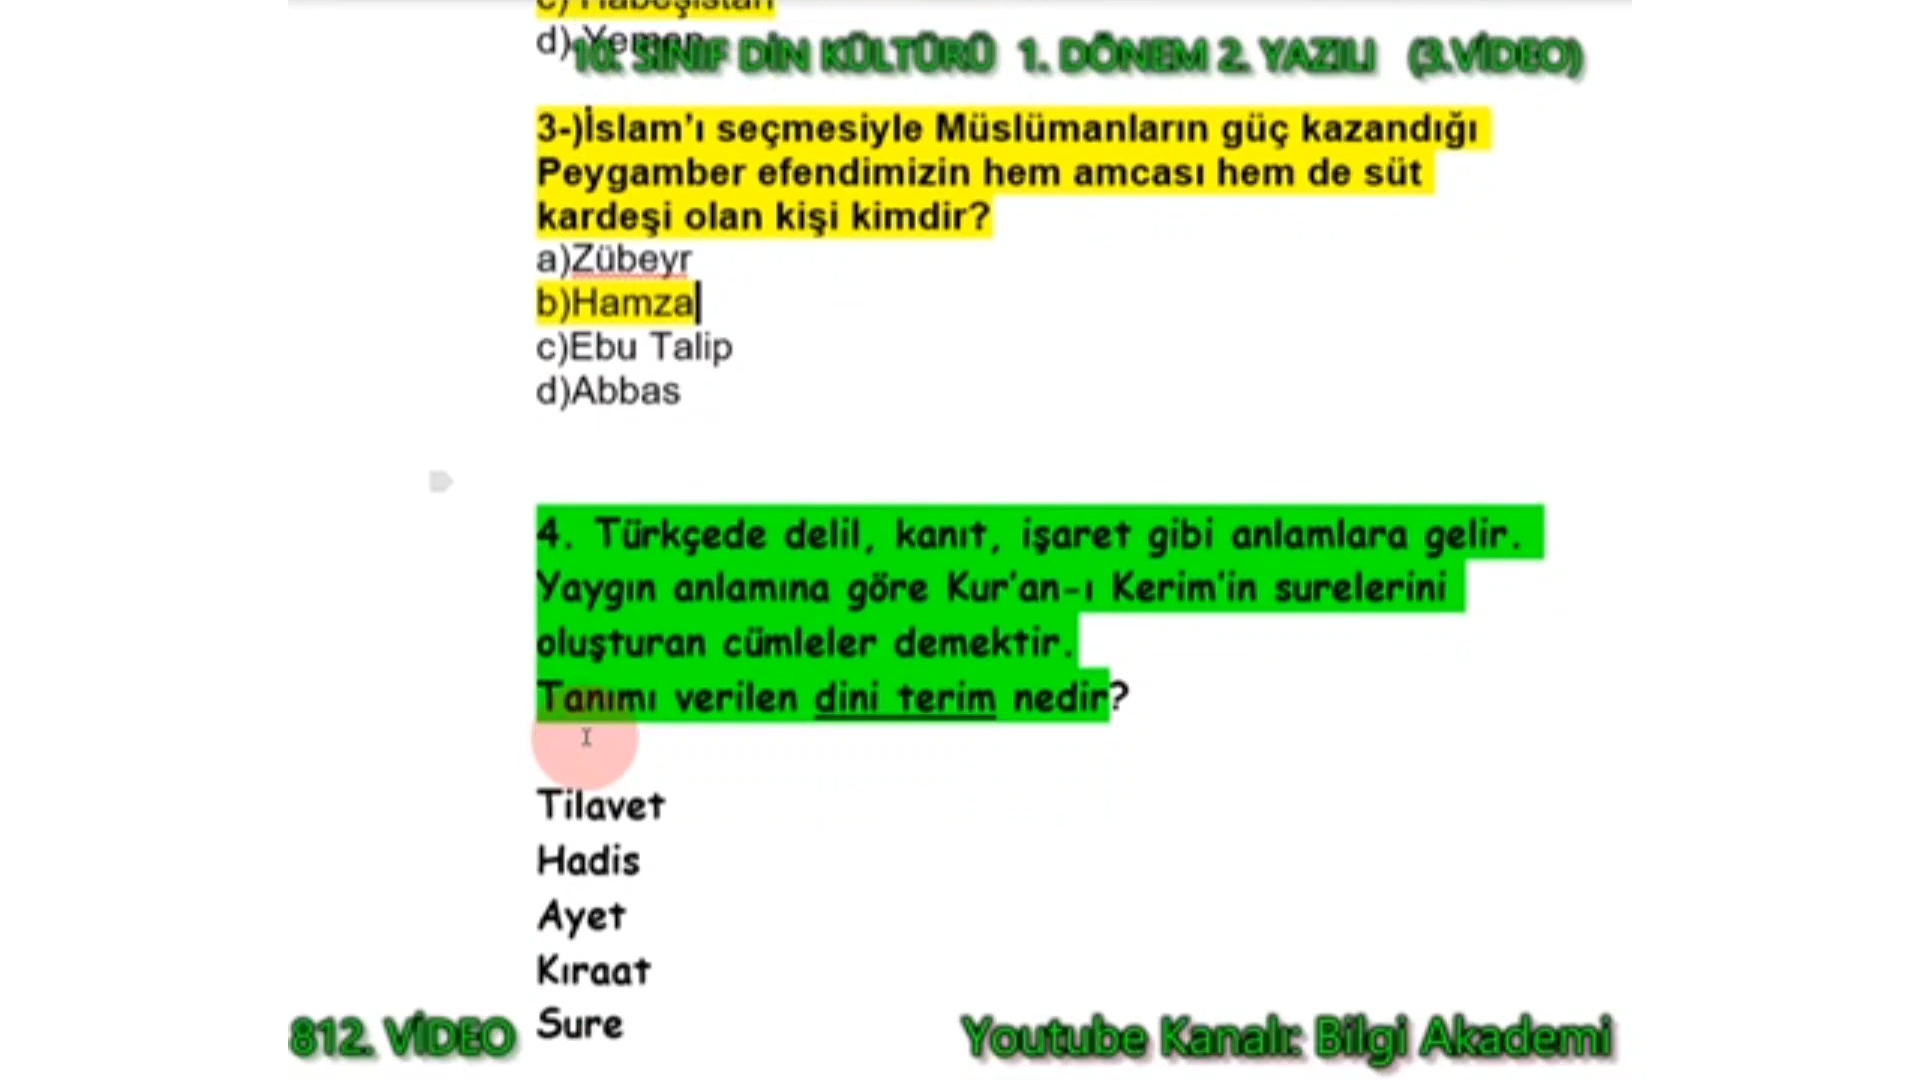 c) Habeşistan
d) Yemen
10. SINIF DİN KÜLTÜRÜ 1. DÖNEM 2. YAZILI (3.VİDEO)
3-)İslam'ı seçmesiyle Müslümanların güç kazandığı
Peygamber efendimizin hem amcası hem de süt
kardeşi olan kişi kimdir?
a)Zübeyr
b)Hamza
c)Ebu Talip
d)Abbas
4. Türkçede delil, kanıt, işaret gibi anlamlara gelir.
Yaygın anlamına göre Kur'an-ı Kerim'in surelerini
oluşturan cümleler demektir.
Tanımı verilen dini terim nedir?
Tilavet
Hadis
Ayet
Kıraat
Sure
812. VİDEO
Youtube Kanalı: Bilgi Akademi